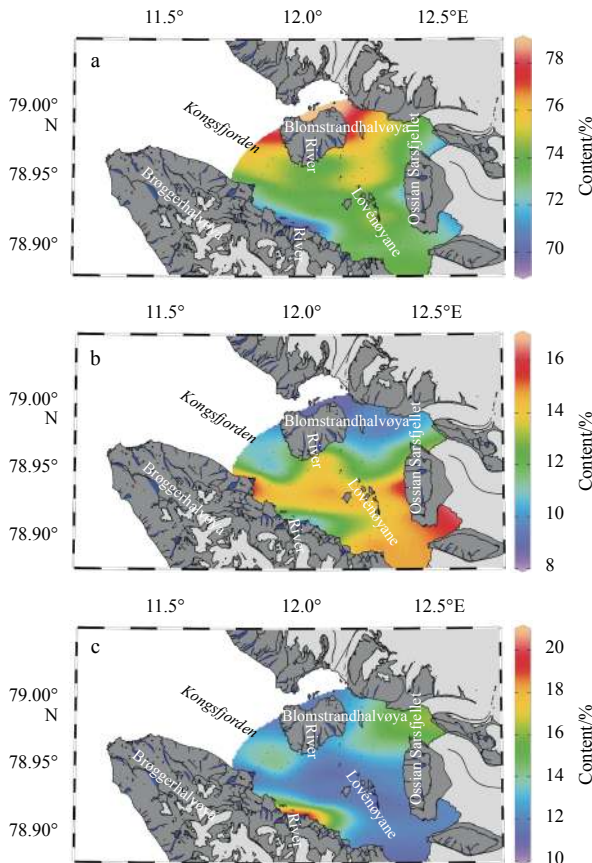 11.5° 12.0° 12.5°E
a
79.00°
N
78.95°
78.90°
Kongsfjorden
Blomstrandhalvøya
River
Brøggerhalvøya
Lovénøyane
River
Ossian Sarsfjellet
78
76
74
72
70
Content/%
11.5° 12.0° 12.5°E
b
79.00°
N
78.95°
78.90°
Kongsfjorden
Blomstrandhalvøya
River
Brøggerhalvøya
Lovénøyane
River
Ossian Sarsfjellet
16
14
12
10
8
Content/%
11.5° 12.0° 12.5°E
c
79.00°
N
78.95°
78.90°
Kongsfjorden
Blomstrandhalvøya
River
Brøggerhalvøya
Lovénøyane
River
Ossian Sarsfjellet
20
18
16
14
12
10
Content/%